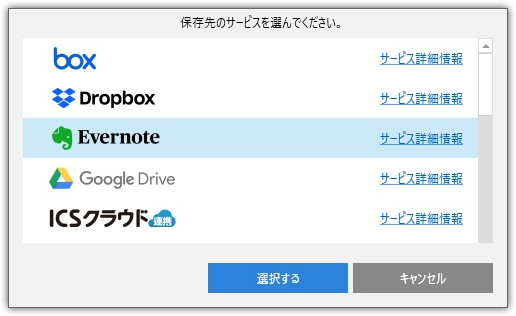 保存先のサービスを選んでください。
box サービス詳細情報
Dropbox サービス詳細情報
Evernote サービス詳細情報
Google Drive サービス詳細情報
ICSクラウド連携 サービス詳細情報
選択する キャンセル